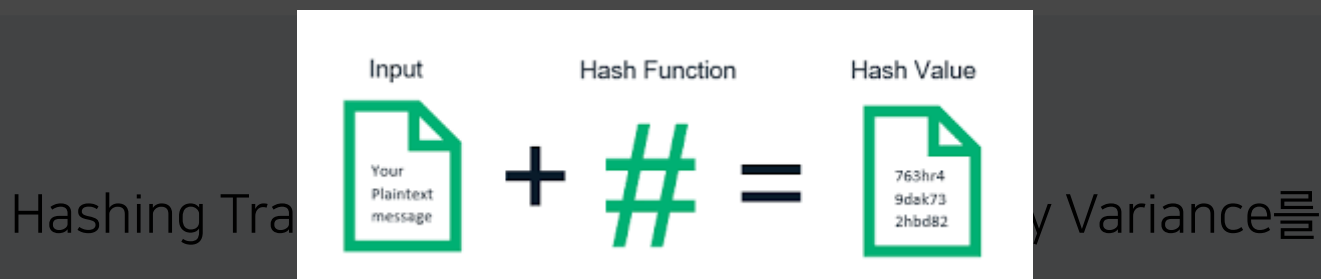 Input
Hash Function
Hash Value
Your
Plaintext
message
+ # =
763hr4
9dak73
2hbd82
Hashing Tra
y Variance를